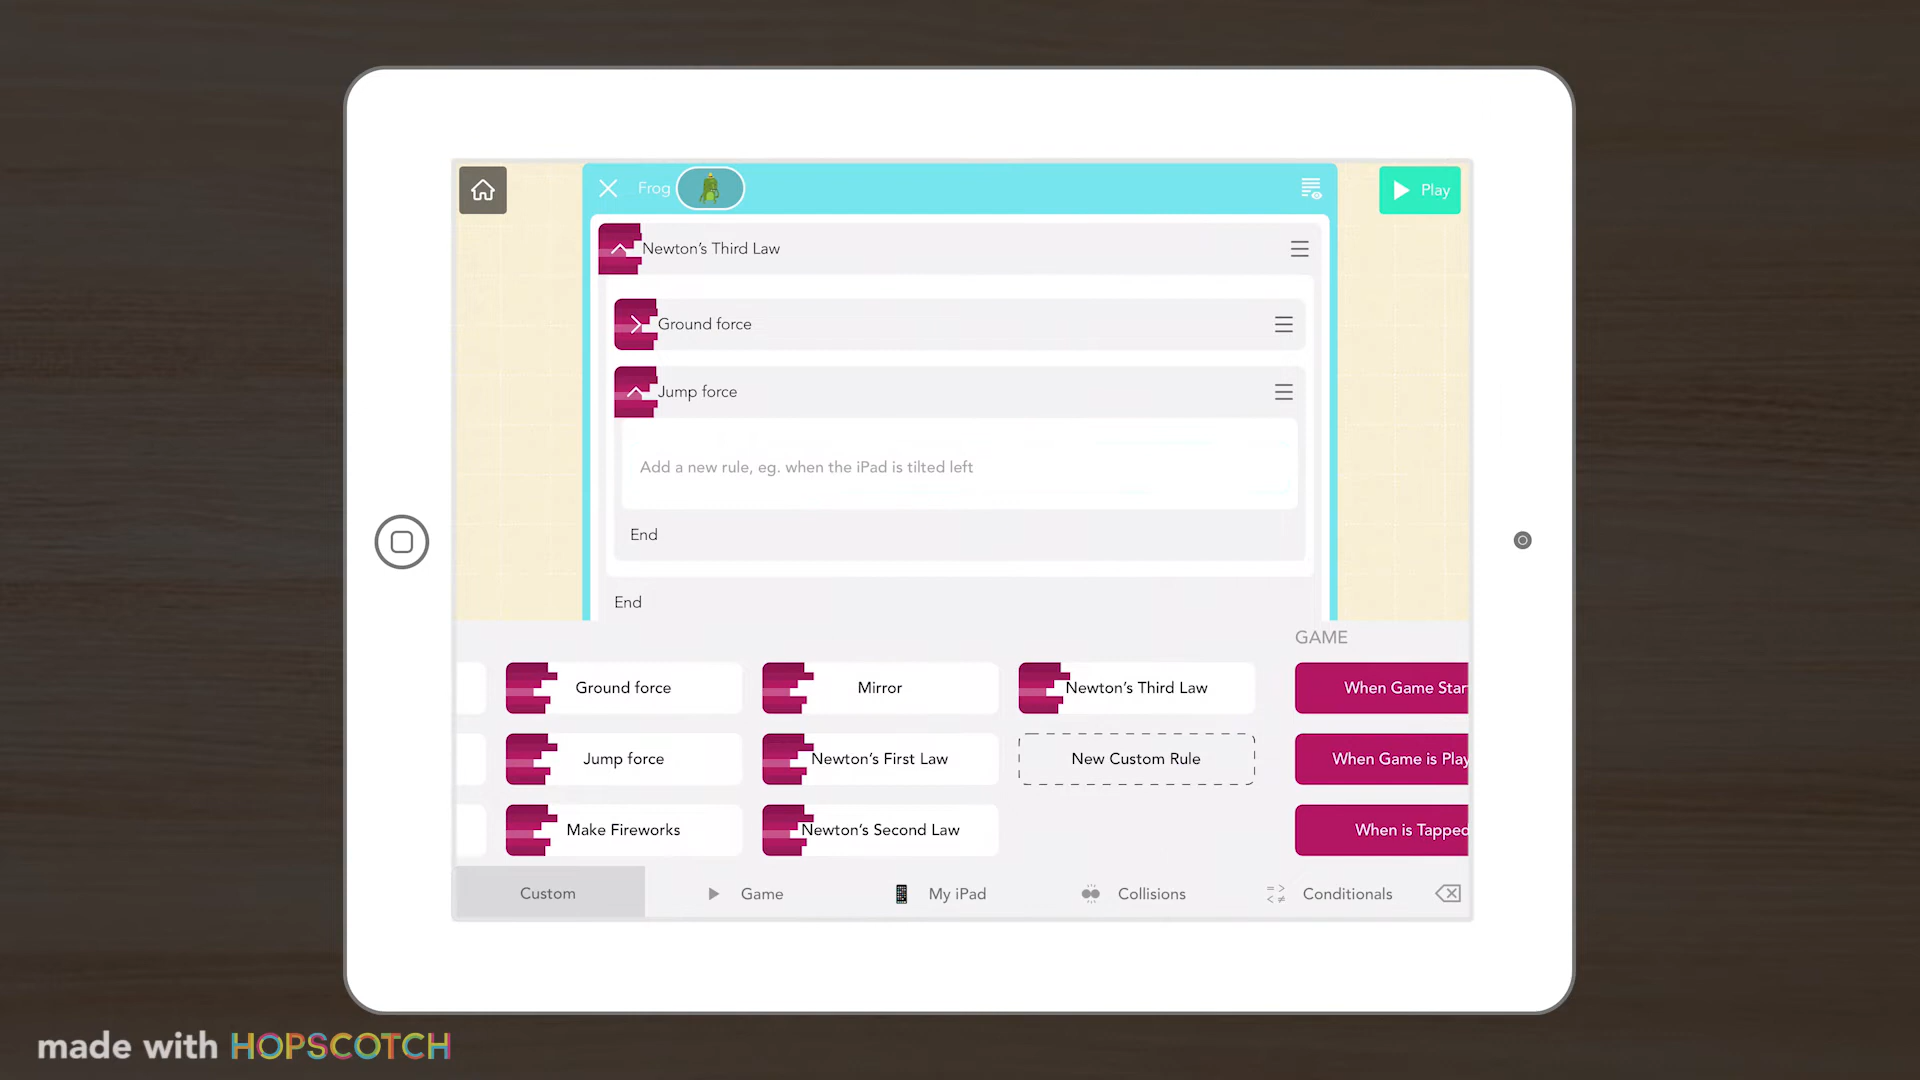 Frog
Play
Newton's Third Law
Ground force
Jump force
Add a new rule, eg. when the iPad is tilted left
End
End
GAME
Ground force
Mirror
Newton's Third Law
When Game Star
Jump force
Newton's First Law
New Custom Rule
When Game is Play
Make Fireworks
Newton's Second Law
When is Tapped
Custom
Game
My iPad
Collisions
Conditionals
made with HOPSCOTCH